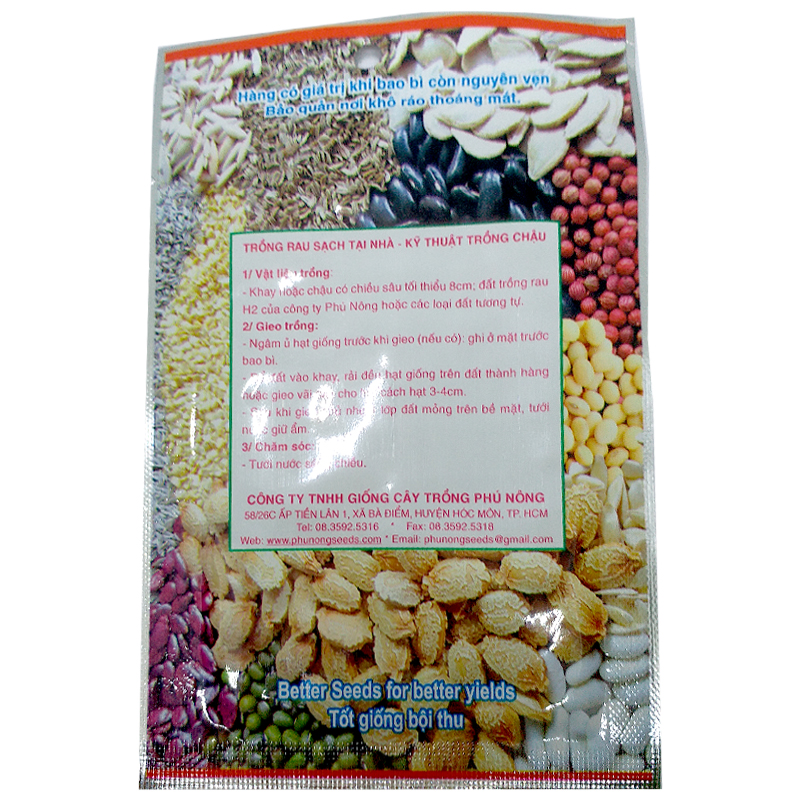 Hàng có giá trị khi bao bì còn nguyên vẹn
Bảo quản nơi khô ráo thoáng mát.
TRỒNG RAU SẠCH TẠI NHÀ - KỸ THUẬT TRỒNG CHẬU
1/ Vật liệu trồng:
- Khay hoặc chậu có chiều sâu tối thiểu 8cm; đất trồng rau
H2 của công ty Phú Nông hoặc các loại đất tương tự.
2/ Gieo trồng:
- Ngâm ủ hạt giống trước khi gieo (nếu có): ghi ở mặt trước
bao bì.
- đất vào khay, rải đều hạt giống trên đất thành hàng
hoặc gieo vãi cho cách hạt 3-4cm.
- khi gieo lớp đất mỏng trên bề mặt, tưới
nước giữ ẩm.
3/ Chăm sóc:
- Tưới nước chiều.
CÔNG TY TNHH GIỐNG CÂY TRỒNG PHÚ NÔNG
58/26C ẤP TIỀN LÂN 1, XÃ BÀ ĐIỂM, HUYỆN HÓC MÔN, TP. HCM
Tel: 08.3592.5316 * Fax: 08.3592.5318
Web: www.phunongseeds.com * Email: phunongseeds@gmail.com
Better Seeds for better yields
Tốt giống bội thu